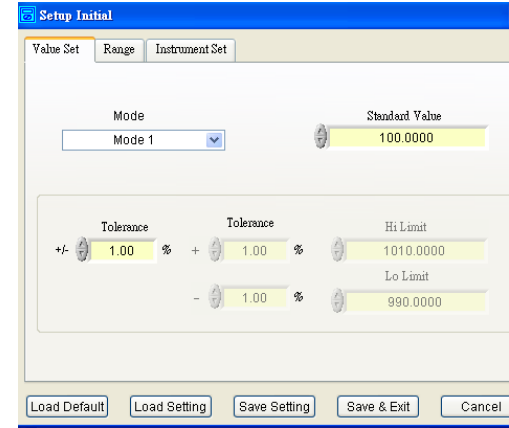 Setup Initial
Value Set Range Instrument Set
Mode Standard Value
Mode 1 100.0000
Tolerance Tolerance Hi Limit
+/- 1.00 % + 1.00 % 1010.0000
Lo Limit
- 1.00 % 990.0000
Load Default Load Setting Save Setting Save & Exit Cancel